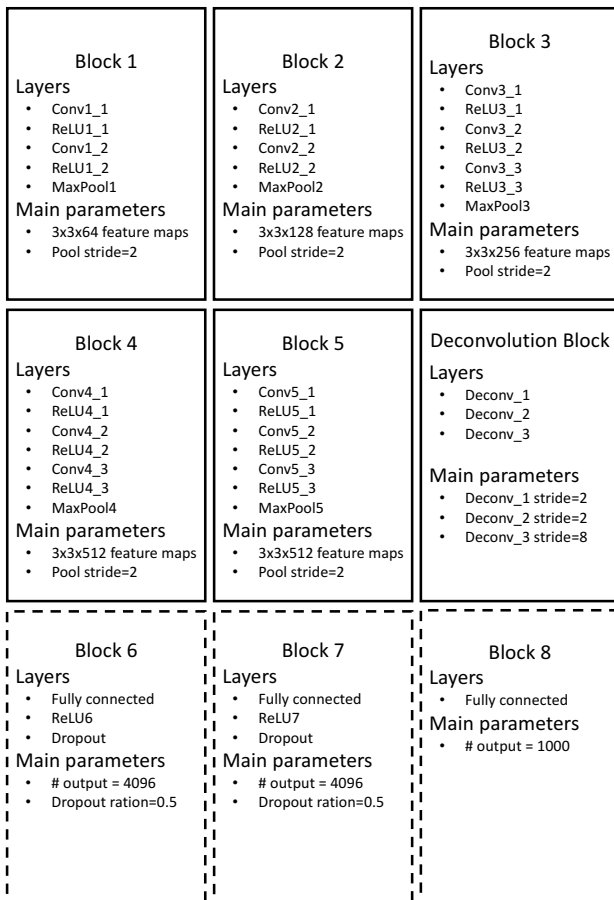 Block 1
Layers
• Conv1_1
• ReLU1_1
• Conv1_2
• ReLU1_2
• MaxPool1
Main parameters
• 3x3x64 feature maps
• Pool stride=2
Block 2
Layers
• Conv2_1
• ReLU2_1
• Conv2_2
• ReLU2_2
• MaxPool2
Main parameters
• 3x3x128 feature maps
• Pool stride=2
Block 3
Layers
• Conv3_1
• ReLU3_1
• Conv3_2
• ReLU3_2
• Conv3_3
• ReLU3_3
• MaxPool3
Main parameters
• 3x3x256 feature maps
• Pool stride=2
Block 4
Layers
• Conv4_1
• ReLU4_1
• Conv4_2
• ReLU4_2
• Conv4_3
• ReLU4_3
• MaxPool4
Main parameters
• 3x3x512 feature maps
• Pool stride=2
Block 5
Layers
• Conv5_1
• ReLU5_1
• Conv5_2
• ReLU5_2
• Conv5_3
• ReLU5_3
• MaxPool5
Main parameters
• 3x3x512 feature maps
• Pool stride=2
Deconvolution Block
Layers
• Deconv_1
• Deconv_2
• Deconv_3
Main parameters
• Deconv_1 stride=2
• Deconv_2 stride=2
• Deconv_3 stride=8
Block 6
Layers
• Fully connected
• ReLU6
• Dropout
Main parameters
• # output = 4096
• Dropout ration=0.5
Block 7
Layers
• Fully connected
• ReLU7
• Dropout
Main parameters
• # output = 4096
• Dropout ration=0.5
Block 8
Layers
• Fully connected
Main parameters
• # output = 1000